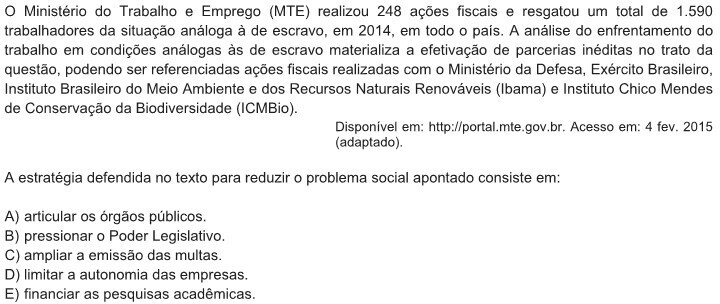 O Ministério do Trabalho e Emprego (MTE) realizou 248 ações fiscais e resgatou um total de 1.590
trabalhadores da situação análoga à de escravo, em 2014, em todo o país. A análise do enfrentamento do
trabalho em condições análogas às de escravo materializa a efetivação de parcerias inéditas no trato da
questão, podendo ser referenciadas ações fiscais realizadas com o Ministério da Defesa, Exército Brasileiro,
Instituto Brasileiro do Meio Ambiente e dos Recursos Naturais Renováveis (Ibama) e Instituto Chico Mendes
de Conservação da Biodiversidade (ICMBio).
Disponível em: http://portal.mte.gov.br. Acesso em: 4 fev. 2015
(adaptado).
A estratégia defendida no texto para reduzir o problema social apontado consiste em:
A) articular os órgãos públicos.
B) pressionar o Poder Legislativo.
C) ampliar a emissão das multas.
D) limitar a autonomia das empresas.
E) financiar as pesquisas acadêmicas.